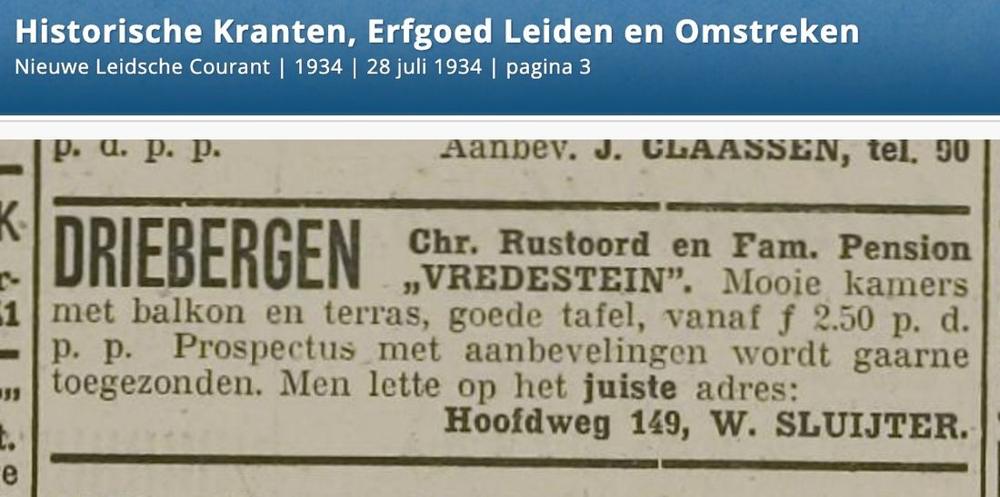 Historische Kranten, Erfgoed Leiden en Omstreken
Nieuwe Leidsche Courant | 1934 | 28 juli 1934 | pagina 3
p. d. p. p. Aanbev. J. CLAASSEN, tel. 90
DRIEBERGEN Chr. Rustoord en Fam. Pension
„VREDESTEIN”. Mooie kamers
met balkon en terras, goede tafel, vanaf ƒ 2.50 p. d.
p. p. Prospectus met aanbevelingen wordt gaarne
toegezonden. Men lette op het juiste adres:
Hoofdweg 149, W. SLUIJTER.